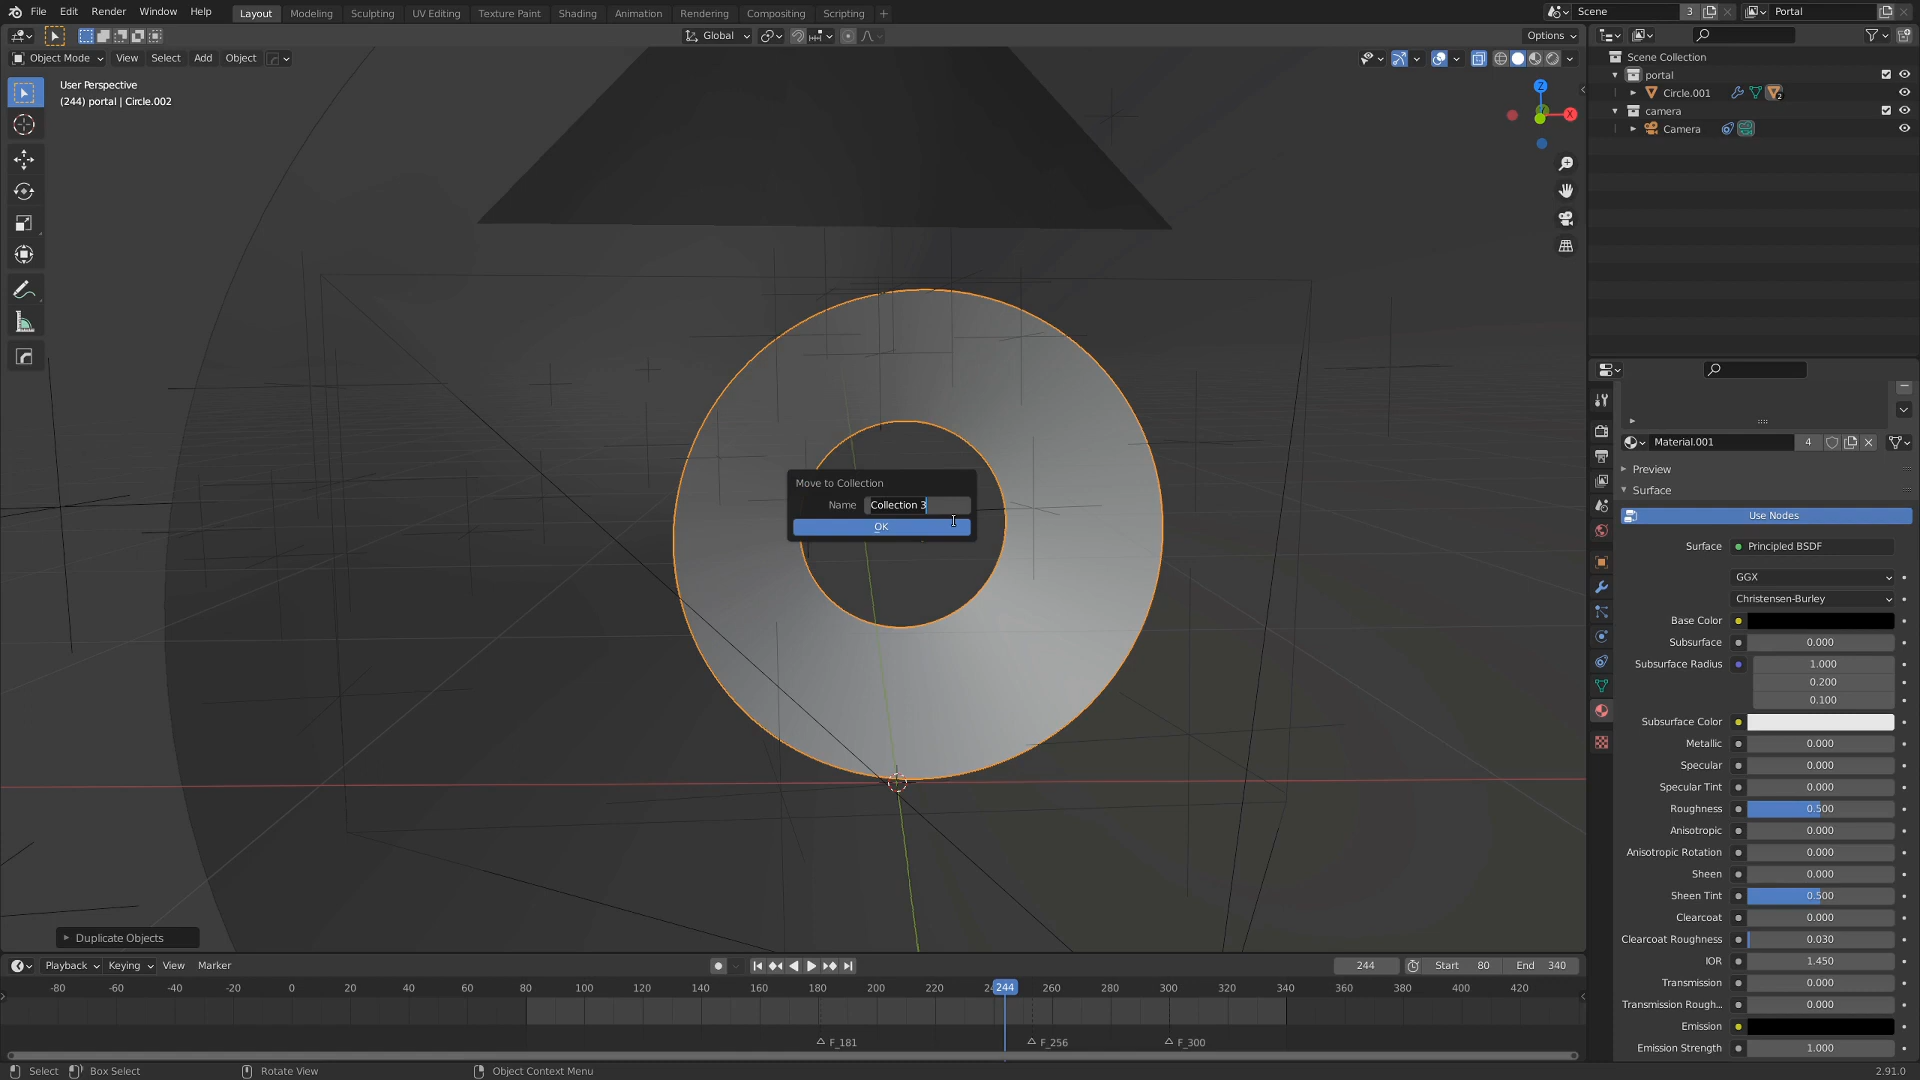 File Edit Render Window Help Layout Modeling Sculpting UV Editing Texture Paint Shading Animation Rendering Compositing Scripting + Scene 3 Portal
Global Options
Object Mode View Select Add Object
User Perspective
(244) portal | Circle.002
Z
X
Scene Collection
portal
Circle.001 2
camera
Camera
Move to Collection
Name Collection 3
OK
Material.001 4
Preview
Surface
Use Nodes
Surface Principled BSDF
GGX
Christensen-Burley
Base Color
Subsurface 0.000
Subsurface Radius 1.000
0.200
0.100
Subsurface Color
Metallic 0.000
Specular 0.000
Specular Tint 0.000
Roughness 0.500
Anisotropic 0.000
Anisotropic Rotation 0.000
Sheen 0.000
Sheen Tint 0.500
Clearcoat 0.000
Clearcoat Roughness 0.030
IOR 1.450
Transmission 0.000
Transmission Rough... 0.000
Emission
Emission Strength 1.000
Duplicate Objects
Playback Keying View Marker 244 Start 80 End 340
-80 -60 -40 -20 0 20 40 60 80 100 120 140 160 180 200 220 244 260 280 300 320 340 360 380 400 420
F_181 F_256 F_300
Select Box Select Rotate View Object Context Menu 2.91.0